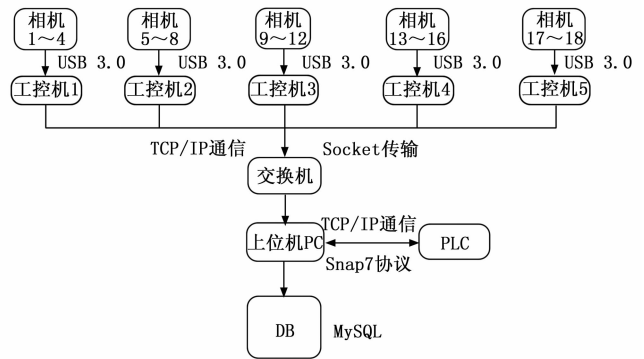 相机
1～4
相机
5～8
相机
9～12
相机
13～16
相机
17～18
USB 3.0
USB 3.0
USB 3.0
USB 3.0
USB 3.0
工控机1
工控机2
工控机3
工控机4
工控机5
TCP/IP通信
Socket传输
交换机
TCP/IP通信
上位机PC
PLC
Snap7协议
DB
MySQL